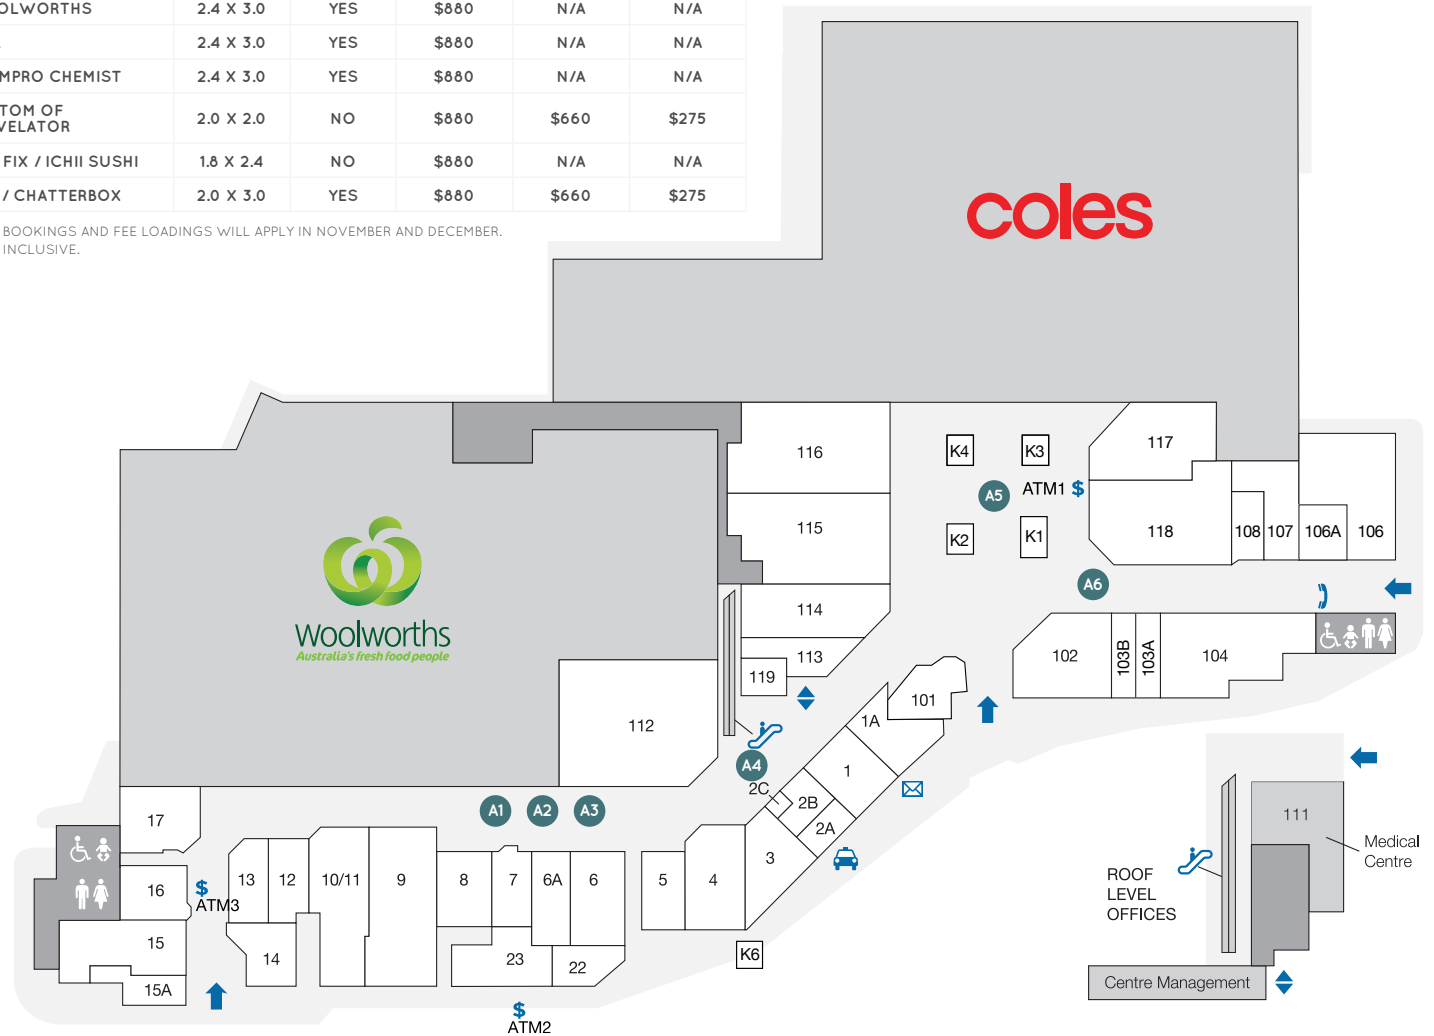 OLWORTHS 2.4 X 3.0 YES $880 N/A N/A
2.4 X 3.0 YES $880 N/A N/A
MPRO CHEMIST 2.4 X 3.0 YES $880 N/A N/A
TOM OF
VELATOR 2.0 X 2.0 NO $880 $660 $275
FIX / ICHII SUSHI 1.8 X 2.4 NO $880 N/A N/A
/ CHATTERBOX 2.0 X 3.0 YES $880 $660 $275
BOOKINGS AND FEE LOADINGS WILL APPLY IN NOVEMBER AND DECEMBER.
INCLUSIVE.
coles
116
117
K4
K3
A5
ATM1 $
115
K2
K1
118
108
107
106A
106
A6
Woolworths
Australia's fresh food people
114
113
119
102
103B
103A
104
112
101
1A
A4
1
2C
2B
2A
3
A1
A2
A3
17
16
$
ATM3
13
12
10/11
9
8
7
6A
6
5
4
15
14
23
22
K6
15A
$
ATM2
111
Medical
Centre
ROOF
LEVEL
OFFICES
Centre Management